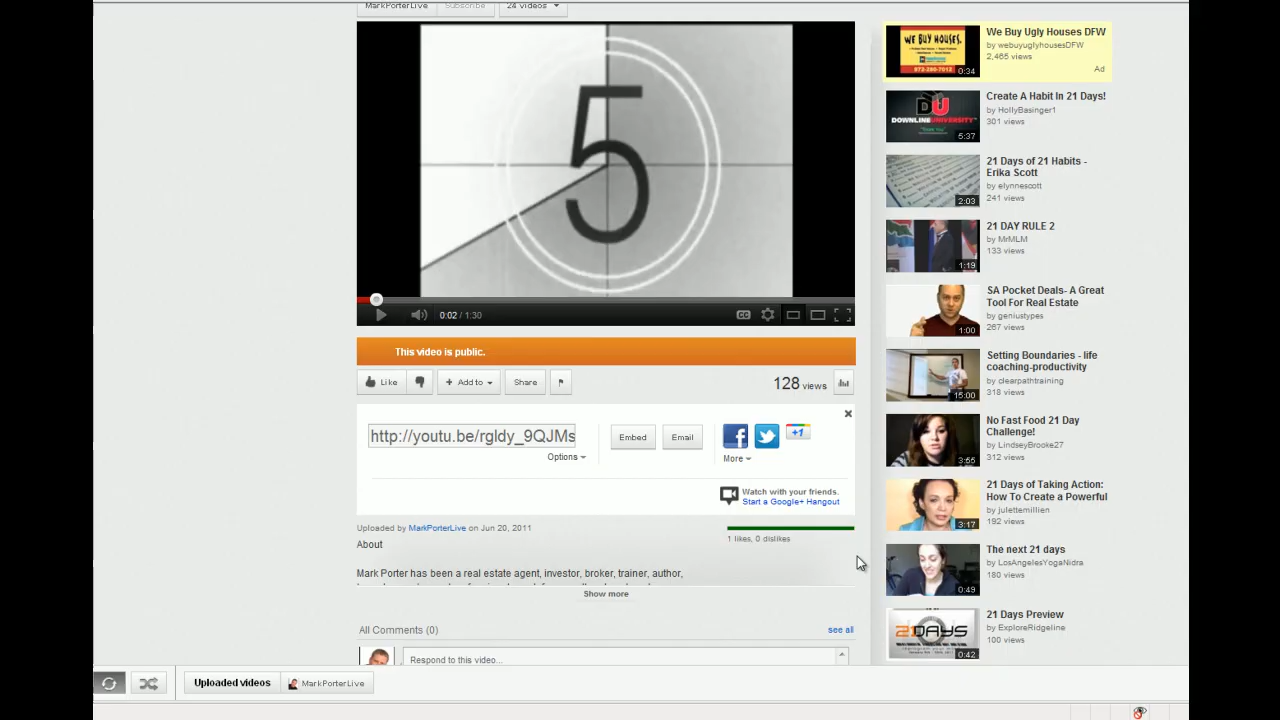 MarkPorterLive Subscribe 24 videos
5
0:02 / 1:30
CC
This video is public.
Like
Add to
Share
128 views
http://youtu.be/rgldy_9QJMs
Options
Embed
Email
+1
More
Watch with your friends.
Start a Google+ Hangout
Uploaded by MarkPorterLive on Jun 20, 2011
1 likes, 0 dislikes
About
Mark Porter has been a real estate agent, investor, broker, trainer, author,
Show more
All Comments (0)
see all
Respond to this video...
Uploaded videos
MarkPorterLive
WE BUY HOUSES.
0:34
We Buy Ugly Houses DFW
by webuyuglyhousesDFW
2,465 views
Ad
DU
DOWNLINEUNIVERSITY
5:37
Create A Habit In 21 Days!
by HollyBasinger1
301 views
2:03
21 Days of 21 Habits -
Erika Scott
by elynnescott
241 views
1:19
21 DAY RULE 2
by MrMLM
133 views
1:00
SA Pocket Deals- A Great
Tool For Real Estate
by geniustypes
267 views
15:00
Setting Boundaries - life
coaching-productivity
by clearpathtraining
318 views
3:55
No Fast Food 21 Day
Challenge!
by LindseyBrooke27
312 views
3:17
21 Days of Taking Action:
How To Create a Powerful
by juliettemillien
192 views
0:49
The next 21 days
by LosAngelesYogaNidra
180 views
21DAYS
0:42
21 Days Preview
by ExploreRidgeline
100 views